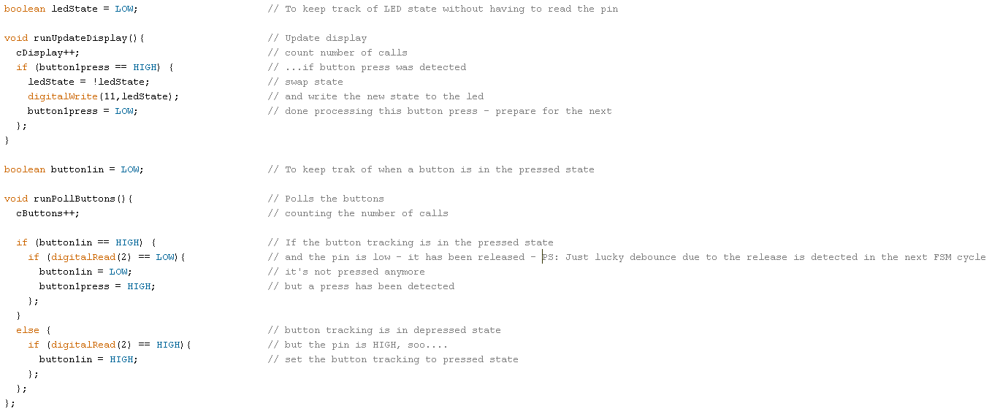 boolean ledState = LOW; // To keep track of LED state without having to read the pin
void runUpdateDisplay(){ // Update display
cDisplay++; // count number of calls
if (button1press == HIGH) { // ...if button press was detected
ledState = !ledState; // swap state
digitalWrite(11,ledState); // and write the new state to the led
button1press = LOW; // done processing this button press - prepare for the next
};
}
boolean button1in = LOW; // To keep trak of when a button is in the pressed state
void runPollButtons(){ // Polls the buttons
cButtons++; // counting the number of calls
if (button1in == HIGH) { // If the button tracking is in the pressed state
if (digitalRead(2) == LOW){ // and the pin is low - it has been released - PS: Just lucky debounce due to the release is detected in the next FSM cycle
button1in = LOW; // it's not pressed anymore
button1press = HIGH; // but a press has been detected
};
}
else { // button tracking is in depressed state
if (digitalRead(2) == HIGH){ // but the pin is HIGH, soo....
button1in = HIGH; // set the button tracking to pressed state
};
};
};